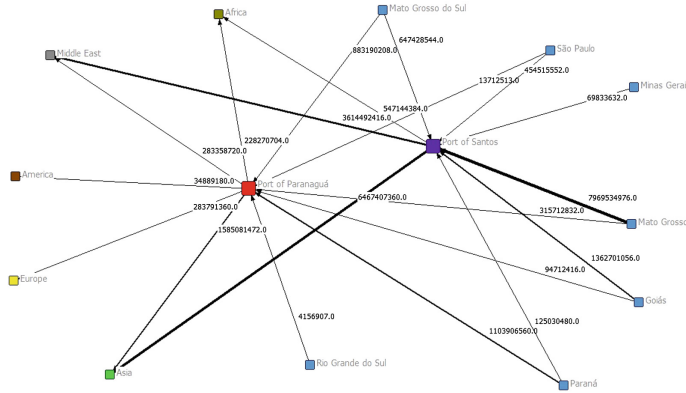 Mato Grosso do Sul
Africa
647428544.0
883190208.0
São Paulo
Middle East
454515552.0
13712513.0
Minas Gerai
69833632.0
547144384.0
3614492416.0
228270704.0
Port of Santos
283358720.0
America
34889180.0
Port of Paranaguá
283791360.0
6467407360.0
7969534976.0
315712832.0
Mato Grosso
1585081472.0
1362701056.0
94712416.0
Europe
Goiás
4156907.0
125030480.0
1103906560.0
Rio Grande do Sul
Asia
Paraná